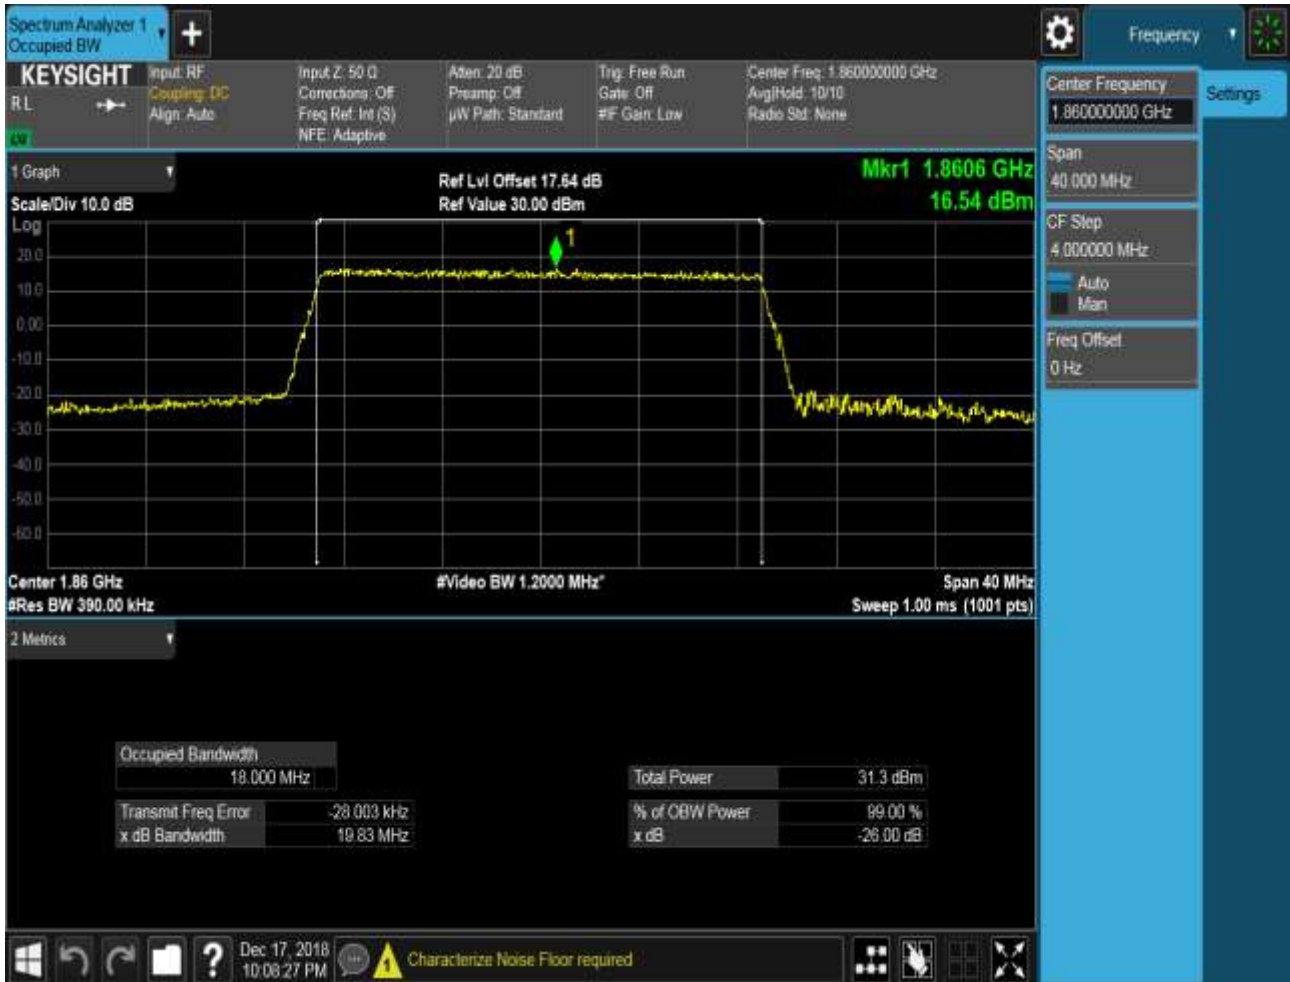 Spectrum Analyzer 1
Occupied BW
Frequency
KEYSIGHT
RL
Input: RF
Coupling: DC
Align: Auto
Input Z: 50 Ω
Corrections: Off
Freq Ref: Int (S)
NFE: Adaptive
Atten: 20 dB
Preamp: Off
µW Path: Standard
Trig: Free Run
Gate: Off
#IF Gain: Low
Center Freq: 1.860000000 GHz
Avg|Hold: 10/10
Radio Std: None
Center Frequency
1.860000000 GHz
Settings
Span
40.000 MHz
CF Step
4.000000 MHz
Auto
Man
Freq Offset
0 Hz
1 Graph
Scale/Div 10.0 dB
Ref Lvl Offset 17.64 dB
Ref Value 30.00 dBm
Mkr1 1.8606 GHz
16.54 dBm
Log
1
20.0
10.0
0.00
-10.0
-20.0
-30.0
-40.0
-50.0
-60.0
Center 1.86 GHz
#Video BW 1.2000 MHz*
Span 40 MHz
#Res BW 390.00 kHz
Sweep 1.00 ms (1001 pts)
2 Metrics
Occupied Bandwidth
18.000 MHz
Total Power 31.3 dBm
Transmit Freq Error -28.003 kHz
% of OBW Power 99.00 %
x dB Bandwidth 19.83 MHz
x dB -26.00 dB
Dec 17, 2018
10:08:27 PM
Characterize Noise Floor required